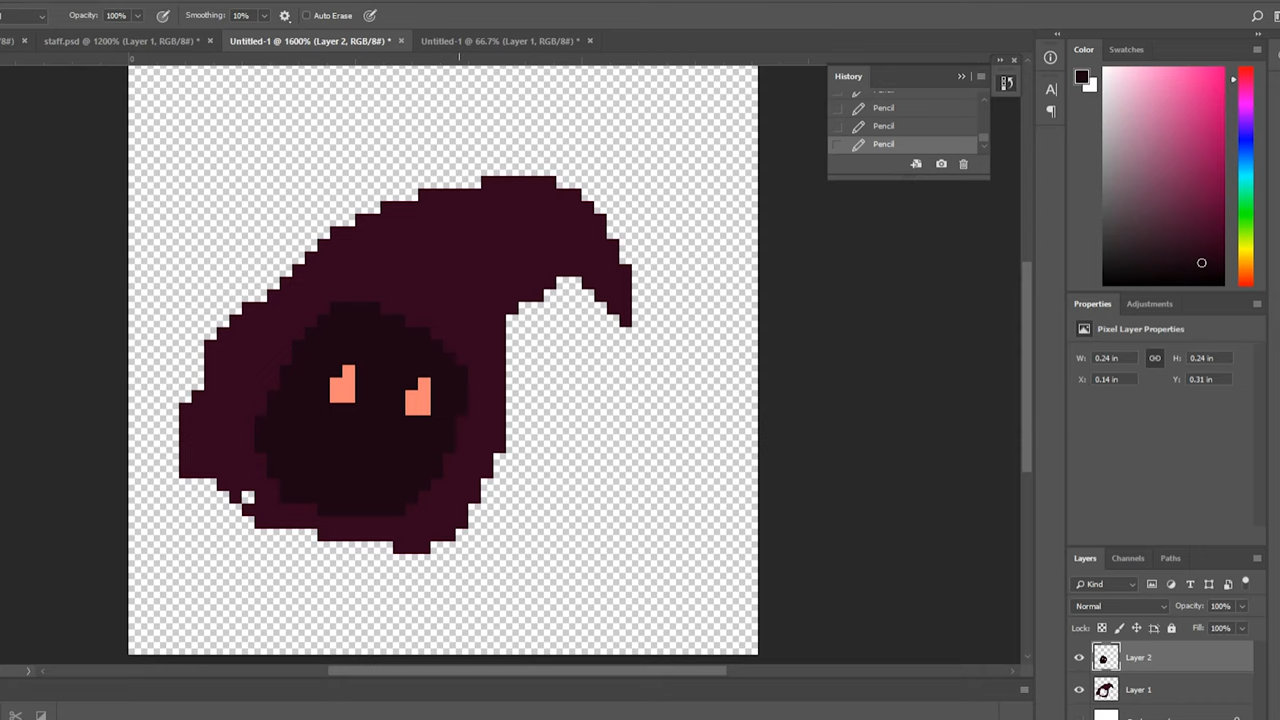 Opacity: 100% Smoothing: 10% Auto Erase
/8#) × staff.psd @ 1200% (Layer 1, RGB/8#) * × Untitled-1 @ 1600% (Layer 2, RGB/8#) * × Untitled-1 @ 66.7% (Layer 1, RGB/8#) * ×
0
History
Pencil
Pencil
Pencil
Color Swatches
Properties Adjustments
Pixel Layer Properties
W: 0.24 in H: 0.24 in
X: 0.14 in Y: 0.31 in
Layers Channels Paths
Kind
Normal Opacity: 100%
Lock: Fill: 100%
Layer 2
Layer 1